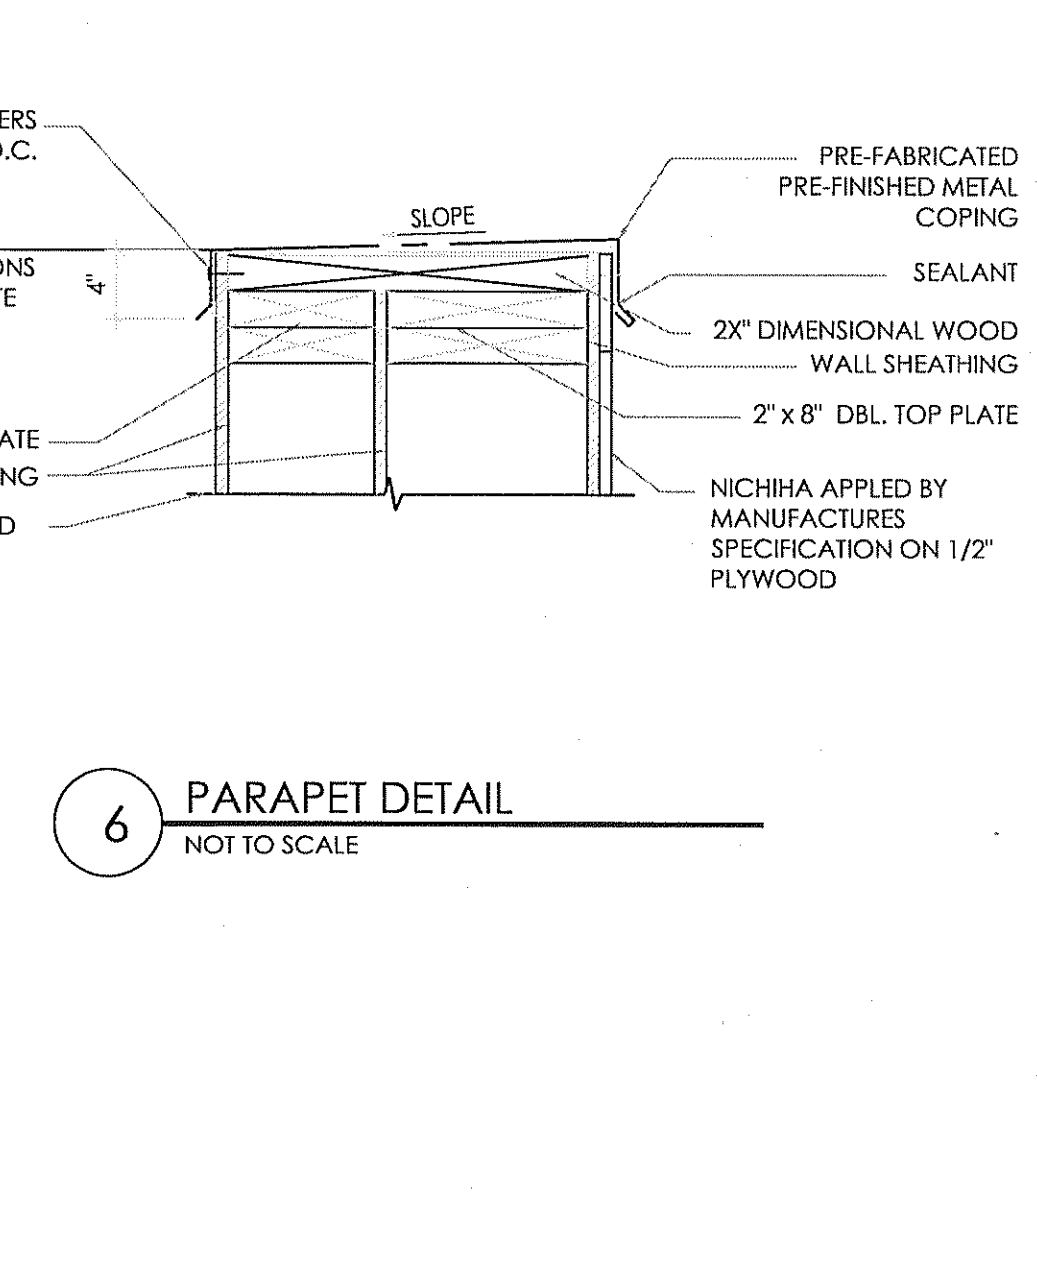 ERS
O.C.
SLOPE
ONS
TE
4"
ATE
NG
D
PRE-FABRICATED
PRE-FINISHED METAL
COPING
SEALANT
2X" DIMENSIONAL WOOD
WALL SHEATHING
2" x 8" DBL. TOP PLATE
NICHIHA APPLED BY
MANUFACTURES
SPECIFICATION ON 1/2"
PLYWOOD
6
PARAPET DETAIL
NOT TO SCALE